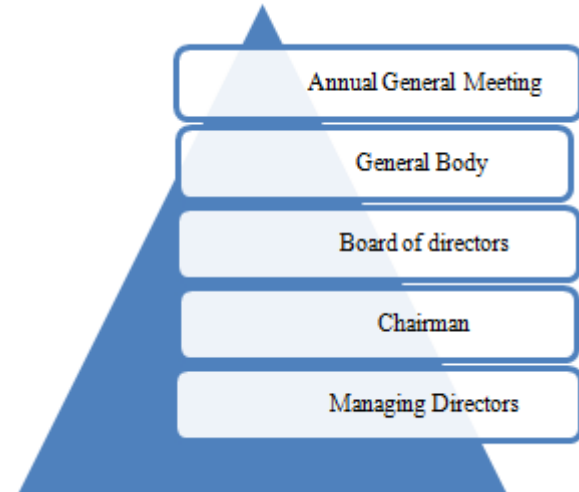 Annual General Meeting
General Body
Board of directors
Chairman
Managing Directors